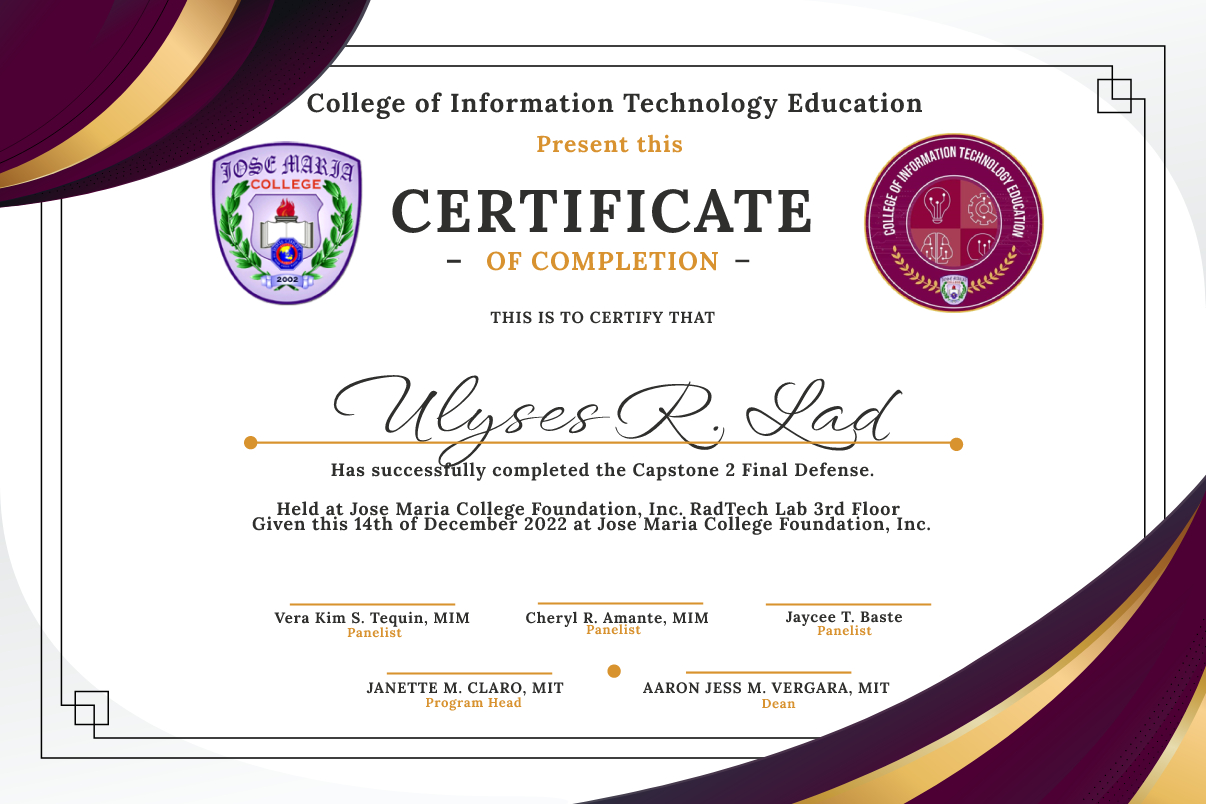 College of Information Technology Education
Present this
JOSE MARIA
COLLEGE
2002
COLLEGE OF INFORMATION TECHNOLOGY EDUCATION
CERTIFICATE
– OF COMPLETION –
THIS IS TO CERTIFY THAT
Ulyses R. Lad
Has successfully completed the Capstone 2 Final Defense.
Held at Jose Maria College Foundation, Inc. RadTech Lab 3rd Floor
Given this 14th of December 2022 at Jose Maria College Foundation, Inc.
Vera Kim S. Tequin, MIM
Panelist
Cheryl R. Amante, MIM
Panelist
Jaycee T. Baste
Panelist
JANETTE M. CLARO, MIT
Program Head
AARON JESS M. VERGARA, MIT
Dean